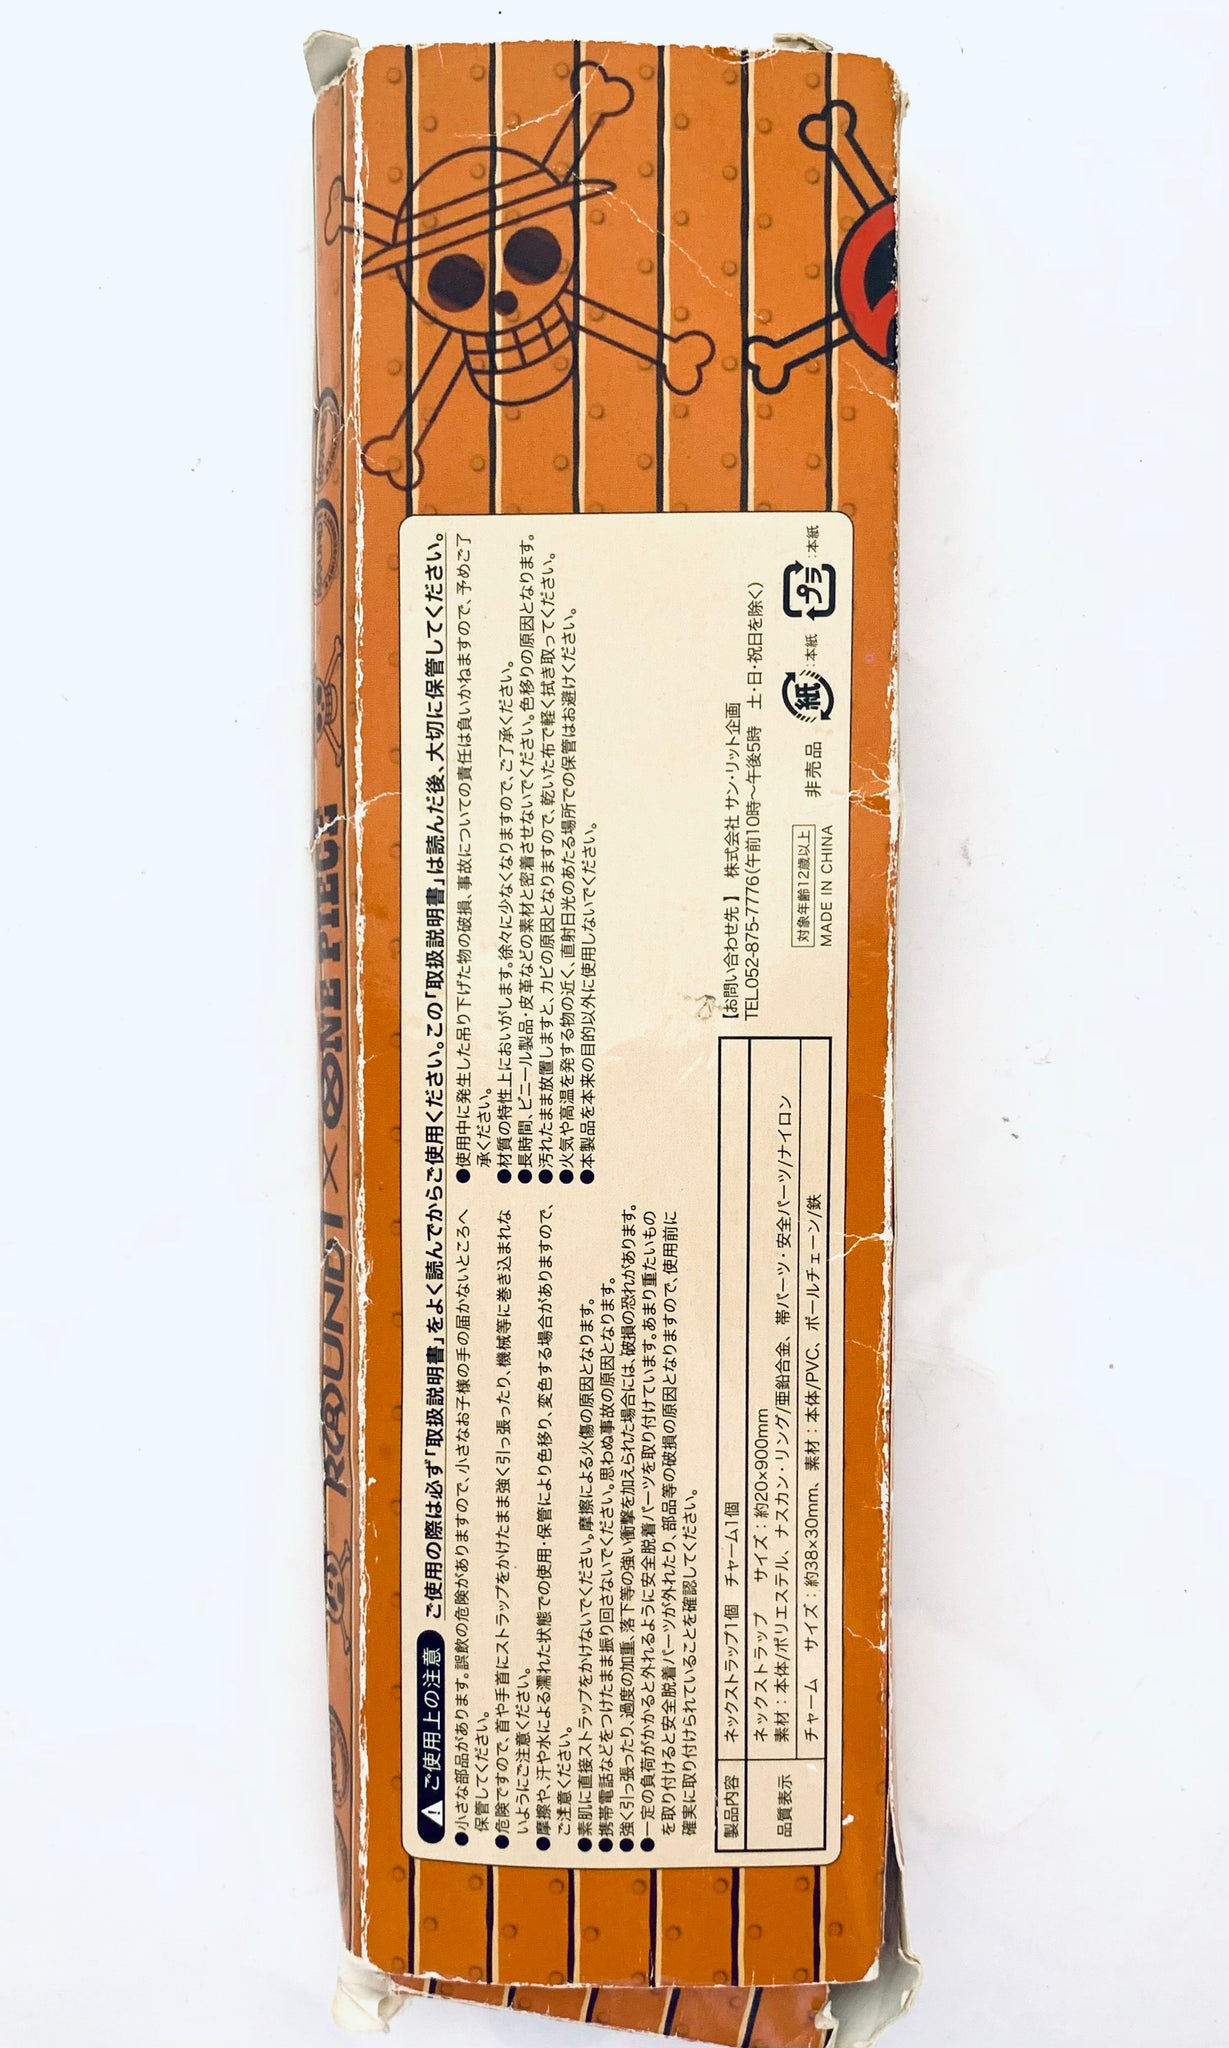 ROUND1 × ONE PIECE
ご使用上の注意 ご使用の際は必ず「取扱説明書」をよく読んでからご使用ください。この「取扱説明書」は読んだ後、大切に保管してください。
●小さな部品があります。誤飲の危険がありますので、小さなお子様の手の届かないところへ
保管してください。
●危険ですので、首や手首にストラップをかけたまま強く引っ張ったり、機械等に巻き込まれな
いようにご注意ください。
●摩擦や、汗や水による濡れた状態での使用・保管により色移り、変色する場合がありますので、
ご注意ください。
●素肌に直接ストラップをかけないでください。摩擦による火傷の原因となります。
●携帯電話などをつけたまま振り回さないでください。思わぬ事故の原因となります。
●強く引っ張ったり、過度の加重、落下等の強い衝撃を加えられた場合には、破損の恐れがあります。
●一定の負荷がかかると外れるように安全脱着パーツを取り付けています。あまり重たいもの
を取り付けると安全脱着パーツが外れたり、部品等の破損の原因となりますので、使用前に
確実に取り付けられていることを確認してください。
●使用中に発生した吊り下げた物の破損、事故についての責任は負いかねますので、予めご了
承ください。
●材質の特性上においがします。徐々に少なくなりますので、ご了承ください。
●長時間、ビニール製品・皮革などの素材と密着させないでください。色移りの原因となります。
●汚れたまま放置しますと、カビの原因となりますので、乾いた布で軽く拭き取ってください。
●火気や高温を発する物の近く、直射日光のあたる場所での保管はお避けください。
●本製品を本来の目的以外に使用しないでください。
製品内容 ネックストラップ1個 チャーム1個
品質表示 ネックストラップ サイズ：約20×900mm
素材：本体/ポリエステル、ナスカン・リング/亜鉛合金、帯パーツ・安全パーツ/ナイロン
チャーム サイズ：約38×30mm、素材：本体/PVC、ボールチェーン/鉄
【お問い合わせ先】 株式会社 サン・リット企画
TEL052-875-7776(午前10時～午後5時 土・日・祝日を除く)
対象年齢12歳以上
MADE IN CHINA
非売品
紙：本紙
プラ：本紙